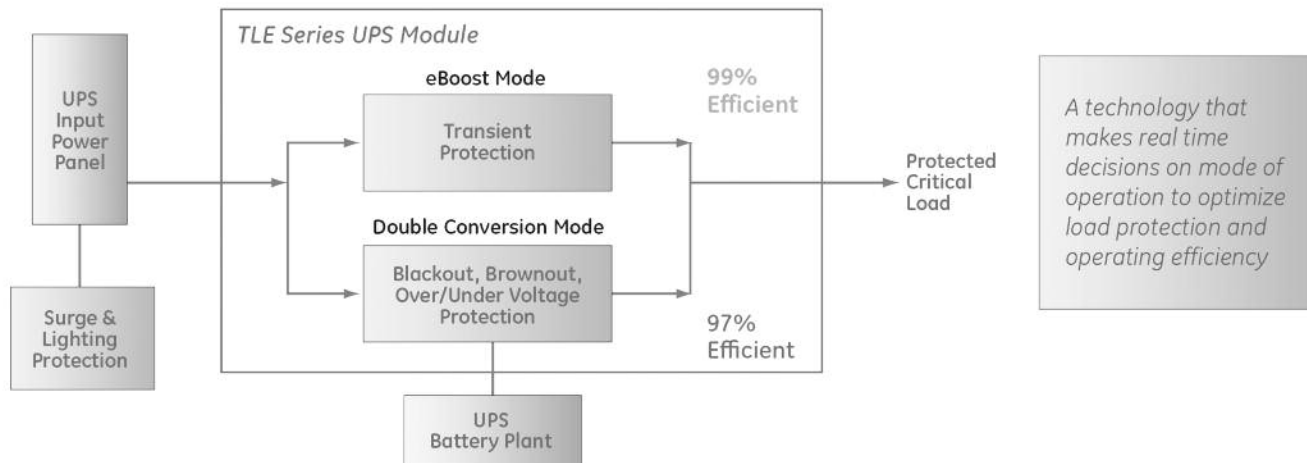 TLE Series UPS Module
UPS
Input
Power
Panel
Surge &
Lighting
Protection
eBoost Mode
Transient
Protection
99%
Efficient
Double Conversion Mode
Blackout, Brownout,
Over/Under Voltage
Protection
97%
Efficient
UPS
Battery Plant
Protected
Critical
Load
A technology that
makes real time
decisions on mode of
operation to optimize
load protection and
operating efficiency